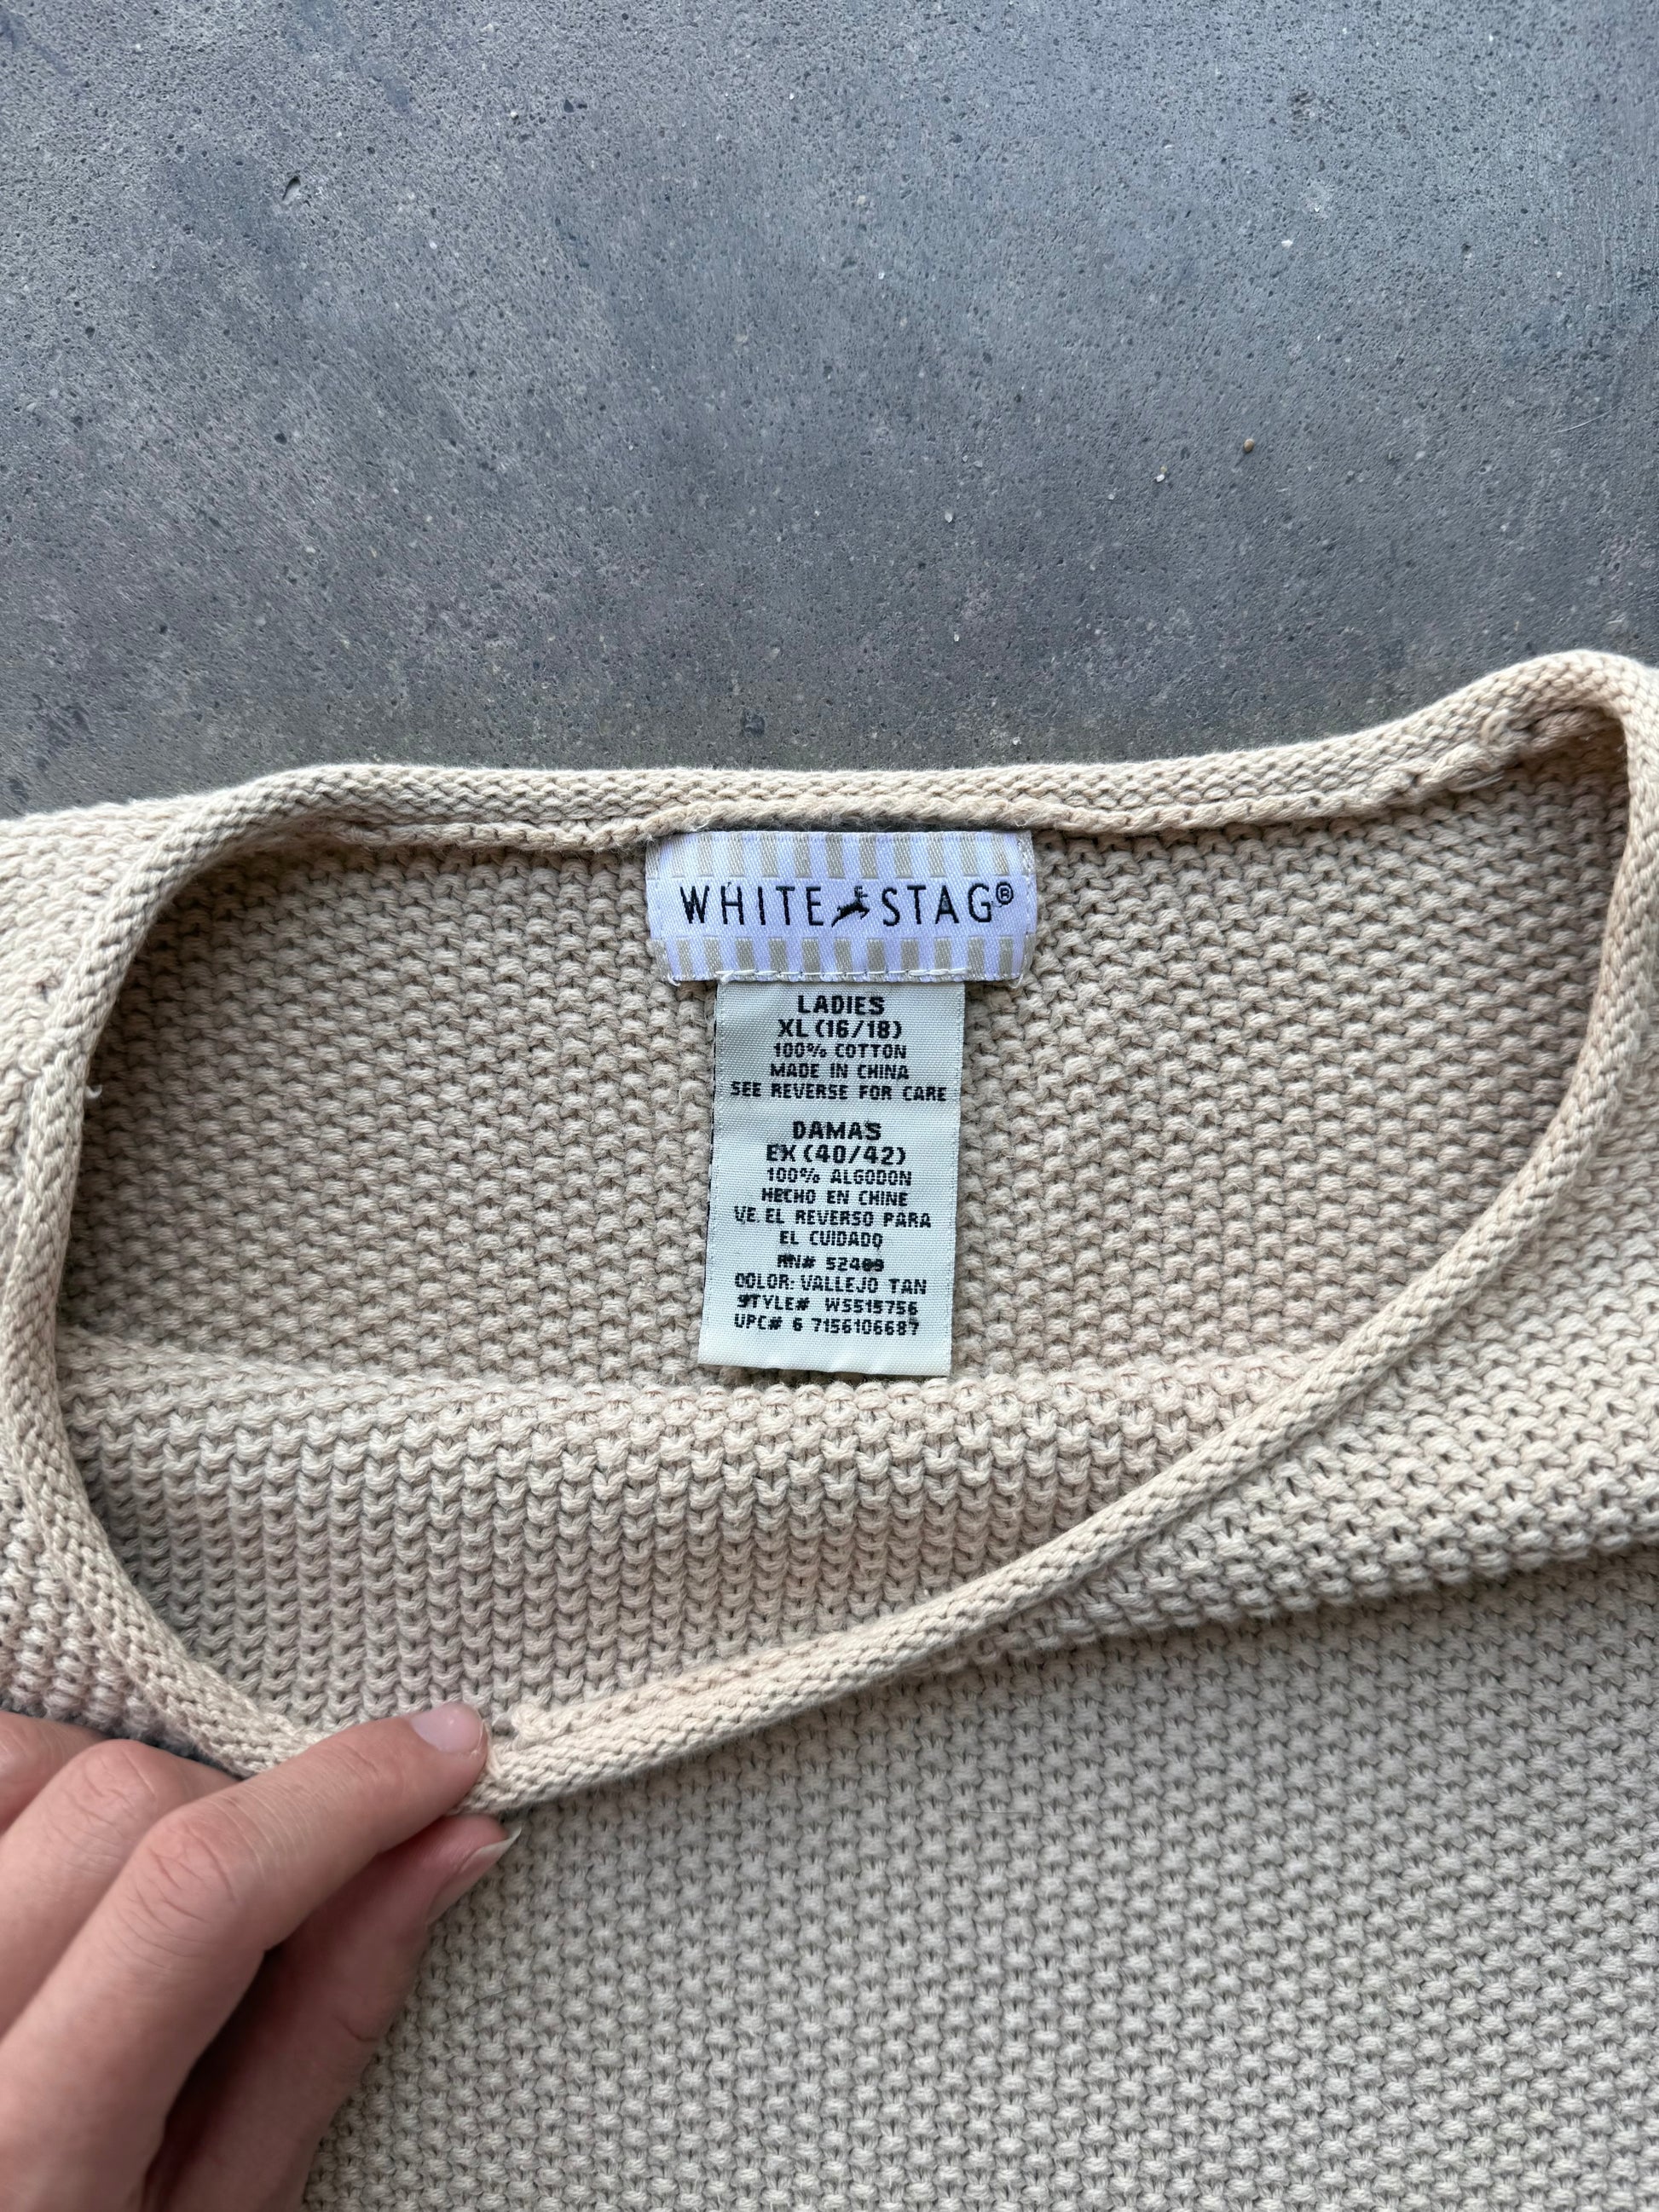 WHITE STAG®
LADIES
XL (16/18)
100% COTTON
MADE IN CHINA
SEE REVERSE FOR CARE
DAMAS
EX (40/42)
100% ALGODON
HECHO EN CHINE
VE EL REVERSO PARA
EL CUIDADO
RN# 52469
COLOR: VALLEJO TAN
STYLE# WS515756
UPC# 6 7156106687